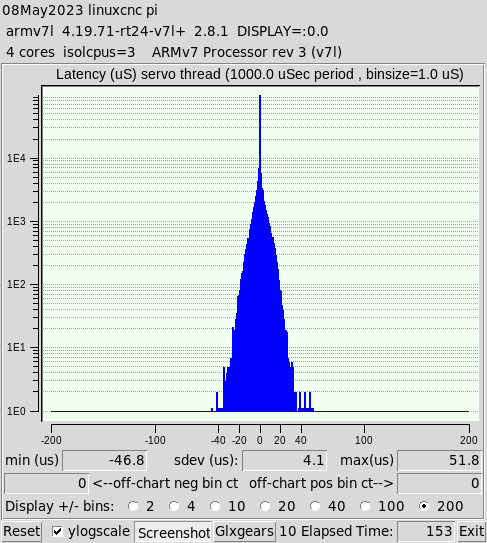 08May2023 linuxcnc pi
armv7l 4.19.71-rt24-v7l+ 2.8.1 DISPLAY=:0.0
4 cores isolcpus=3 ARMv7 Processor rev 3 (v7l)
Latency (uS) servo thread (1000.0 uSec period , binsize=1.0 uS)
1E4
1E3
1E2
1E1
1E0
-200 -100 -40 -20 0 20 40 100 200
min (us) -46.8 sdev (us): 4.1 max(us) 51.8
0 <--off-chart neg bin ct off-chart pos bin ct--> 0
Display +/- bins: 2 4 10 20 40 100 200
Reset ylogscale Screenshot Glxgears 10 Elapsed Time: 153 Exit